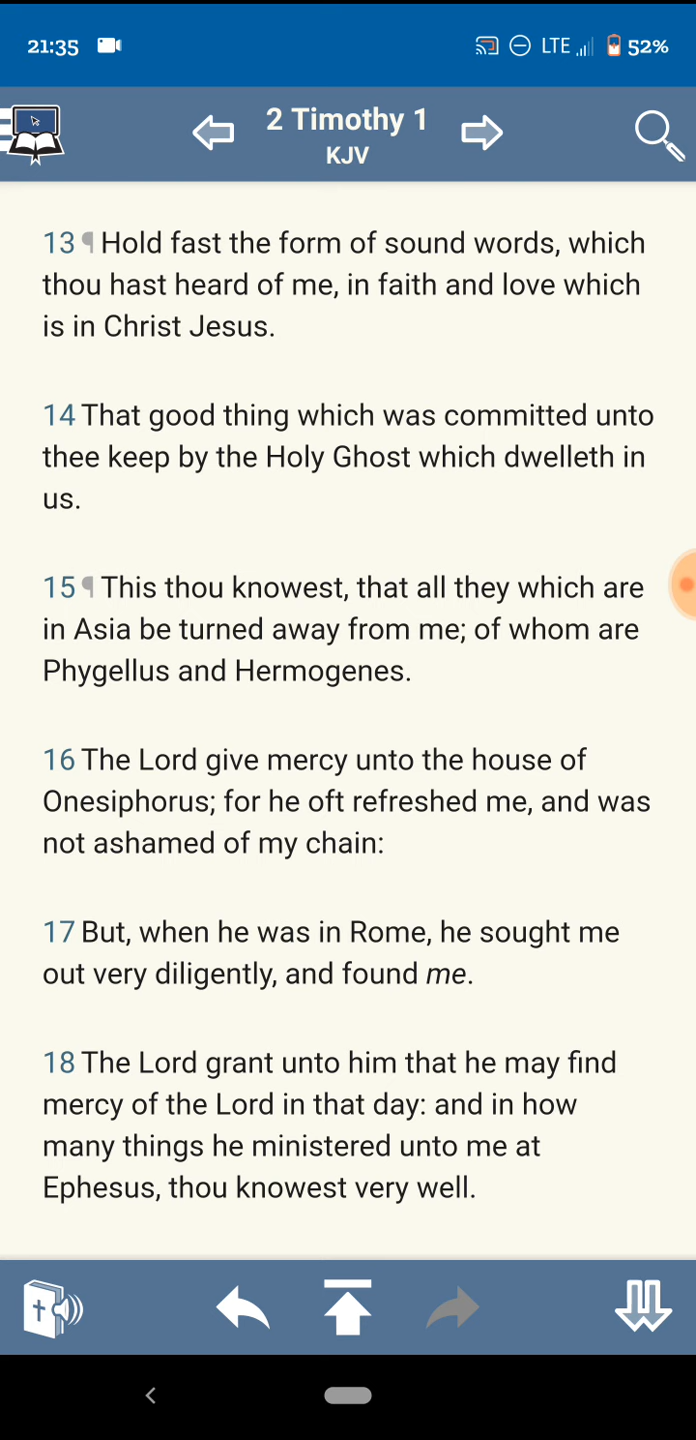 21:35
LTE
52%
2 Timothy 1
KJV
13 ¶ Hold fast the form of sound words, which
thou hast heard of me, in faith and love which
is in Christ Jesus.
14 That good thing which was committed unto
thee keep by the Holy Ghost which dwelleth in
us.
15 ¶ This thou knowest, that all they which are
in Asia be turned away from me; of whom are
Phygellus and Hermogenes.
16 The Lord give mercy unto the house of
Onesiphorus; for he oft refreshed me, and was
not ashamed of my chain:
17 But, when he was in Rome, he sought me
out very diligently, and found me.
18 The Lord grant unto him that he may find
mercy of the Lord in that day: and in how
many things he ministered unto me at
Ephesus, thou knowest very well.